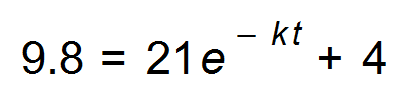 9.8 = 21e^{– kt} + 4